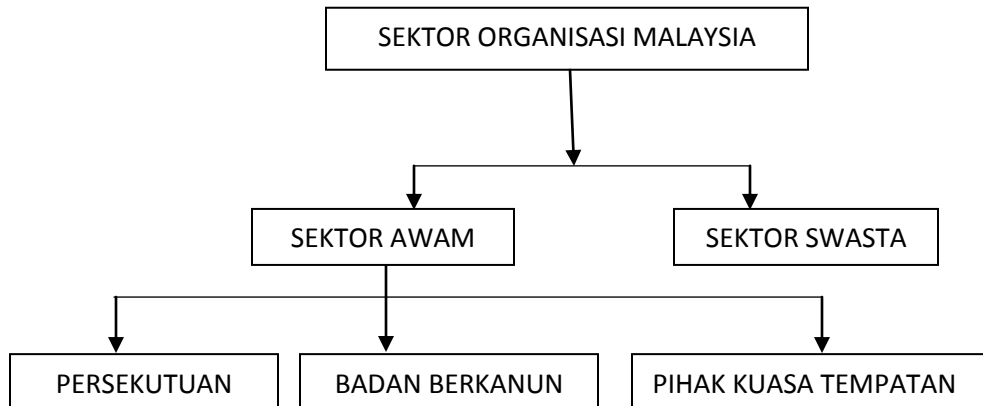 SEKTOR ORGANISASI MALAYSIA
SEKTOR AWAM
SEKTOR SWASTA
PERSEKUTUAN
BADAN BERKANUN
PIHAK KUASA TEMPATAN